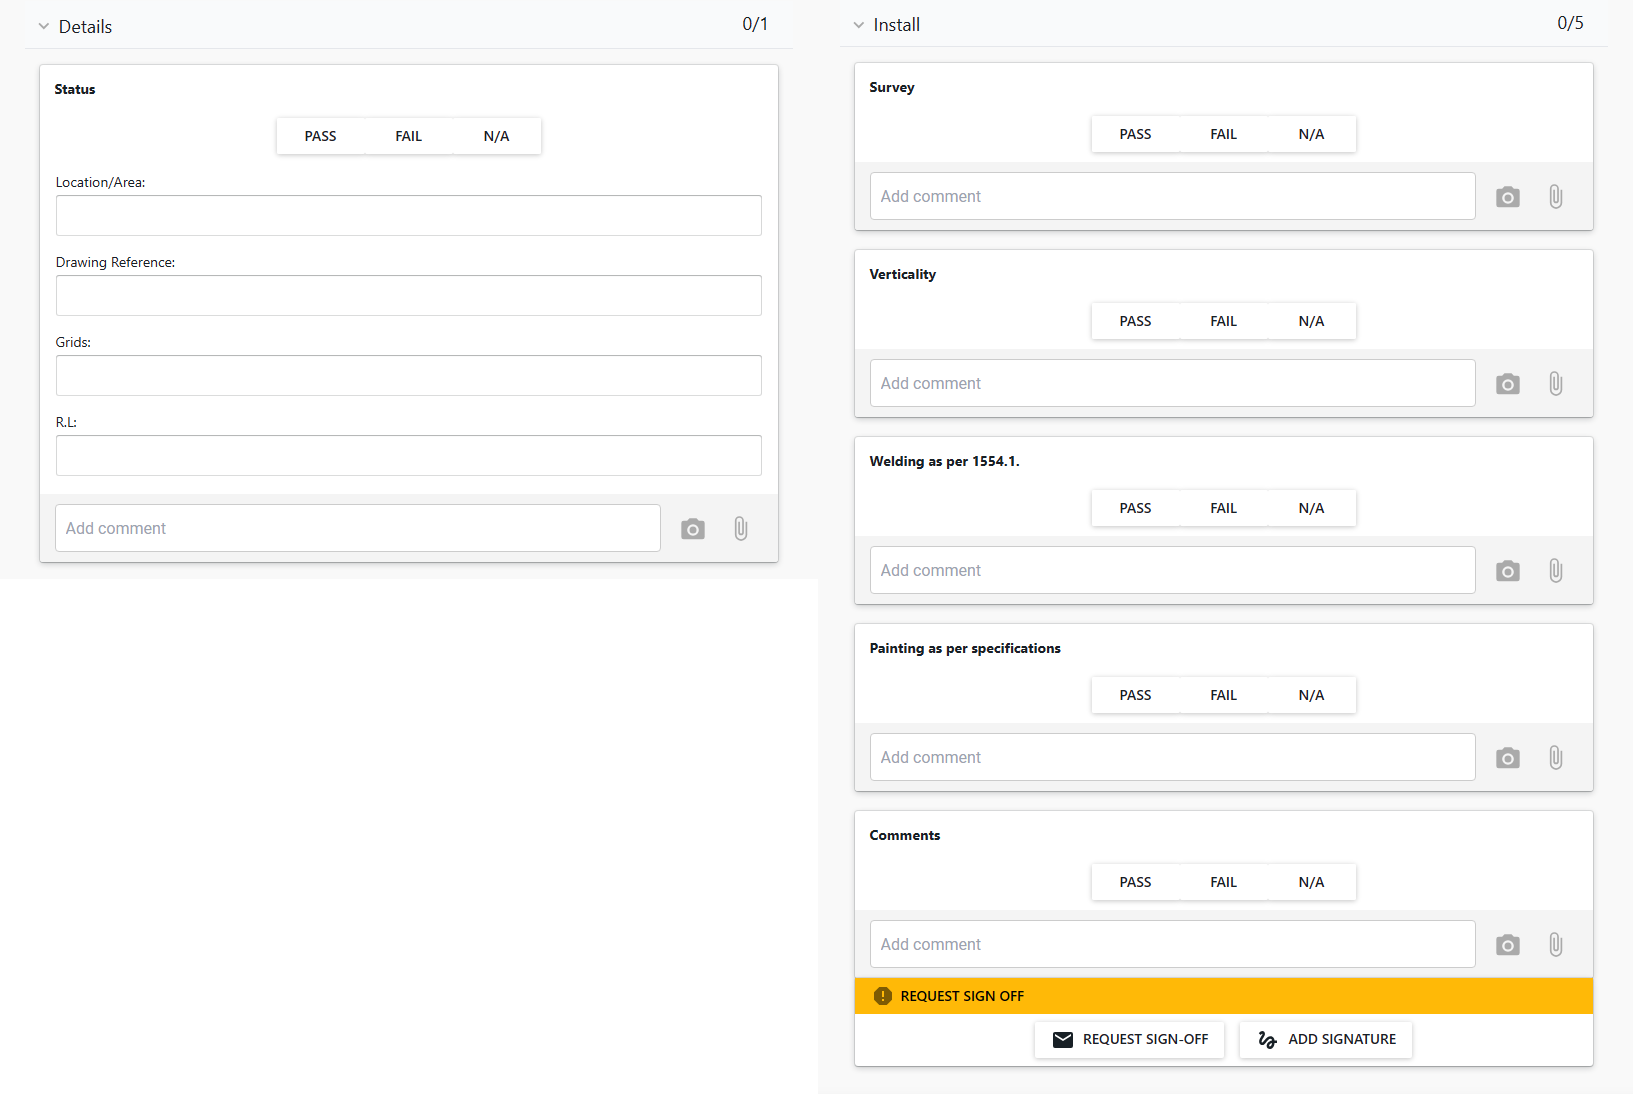 Details 0/1
Status
PASS FAIL N/A
Location/Area:
Drawing Reference:
Grids:
R.L:
Add comment
Install 0/5
Survey
PASS FAIL N/A
Add comment
Verticality
PASS FAIL N/A
Add comment
Welding as per 1554.1.
PASS FAIL N/A
Add comment
Painting as per specifications
PASS FAIL N/A
Add comment
Comments
PASS FAIL N/A
Add comment
REQUEST SIGN OFF
REQUEST SIGN-OFF ADD SIGNATURE